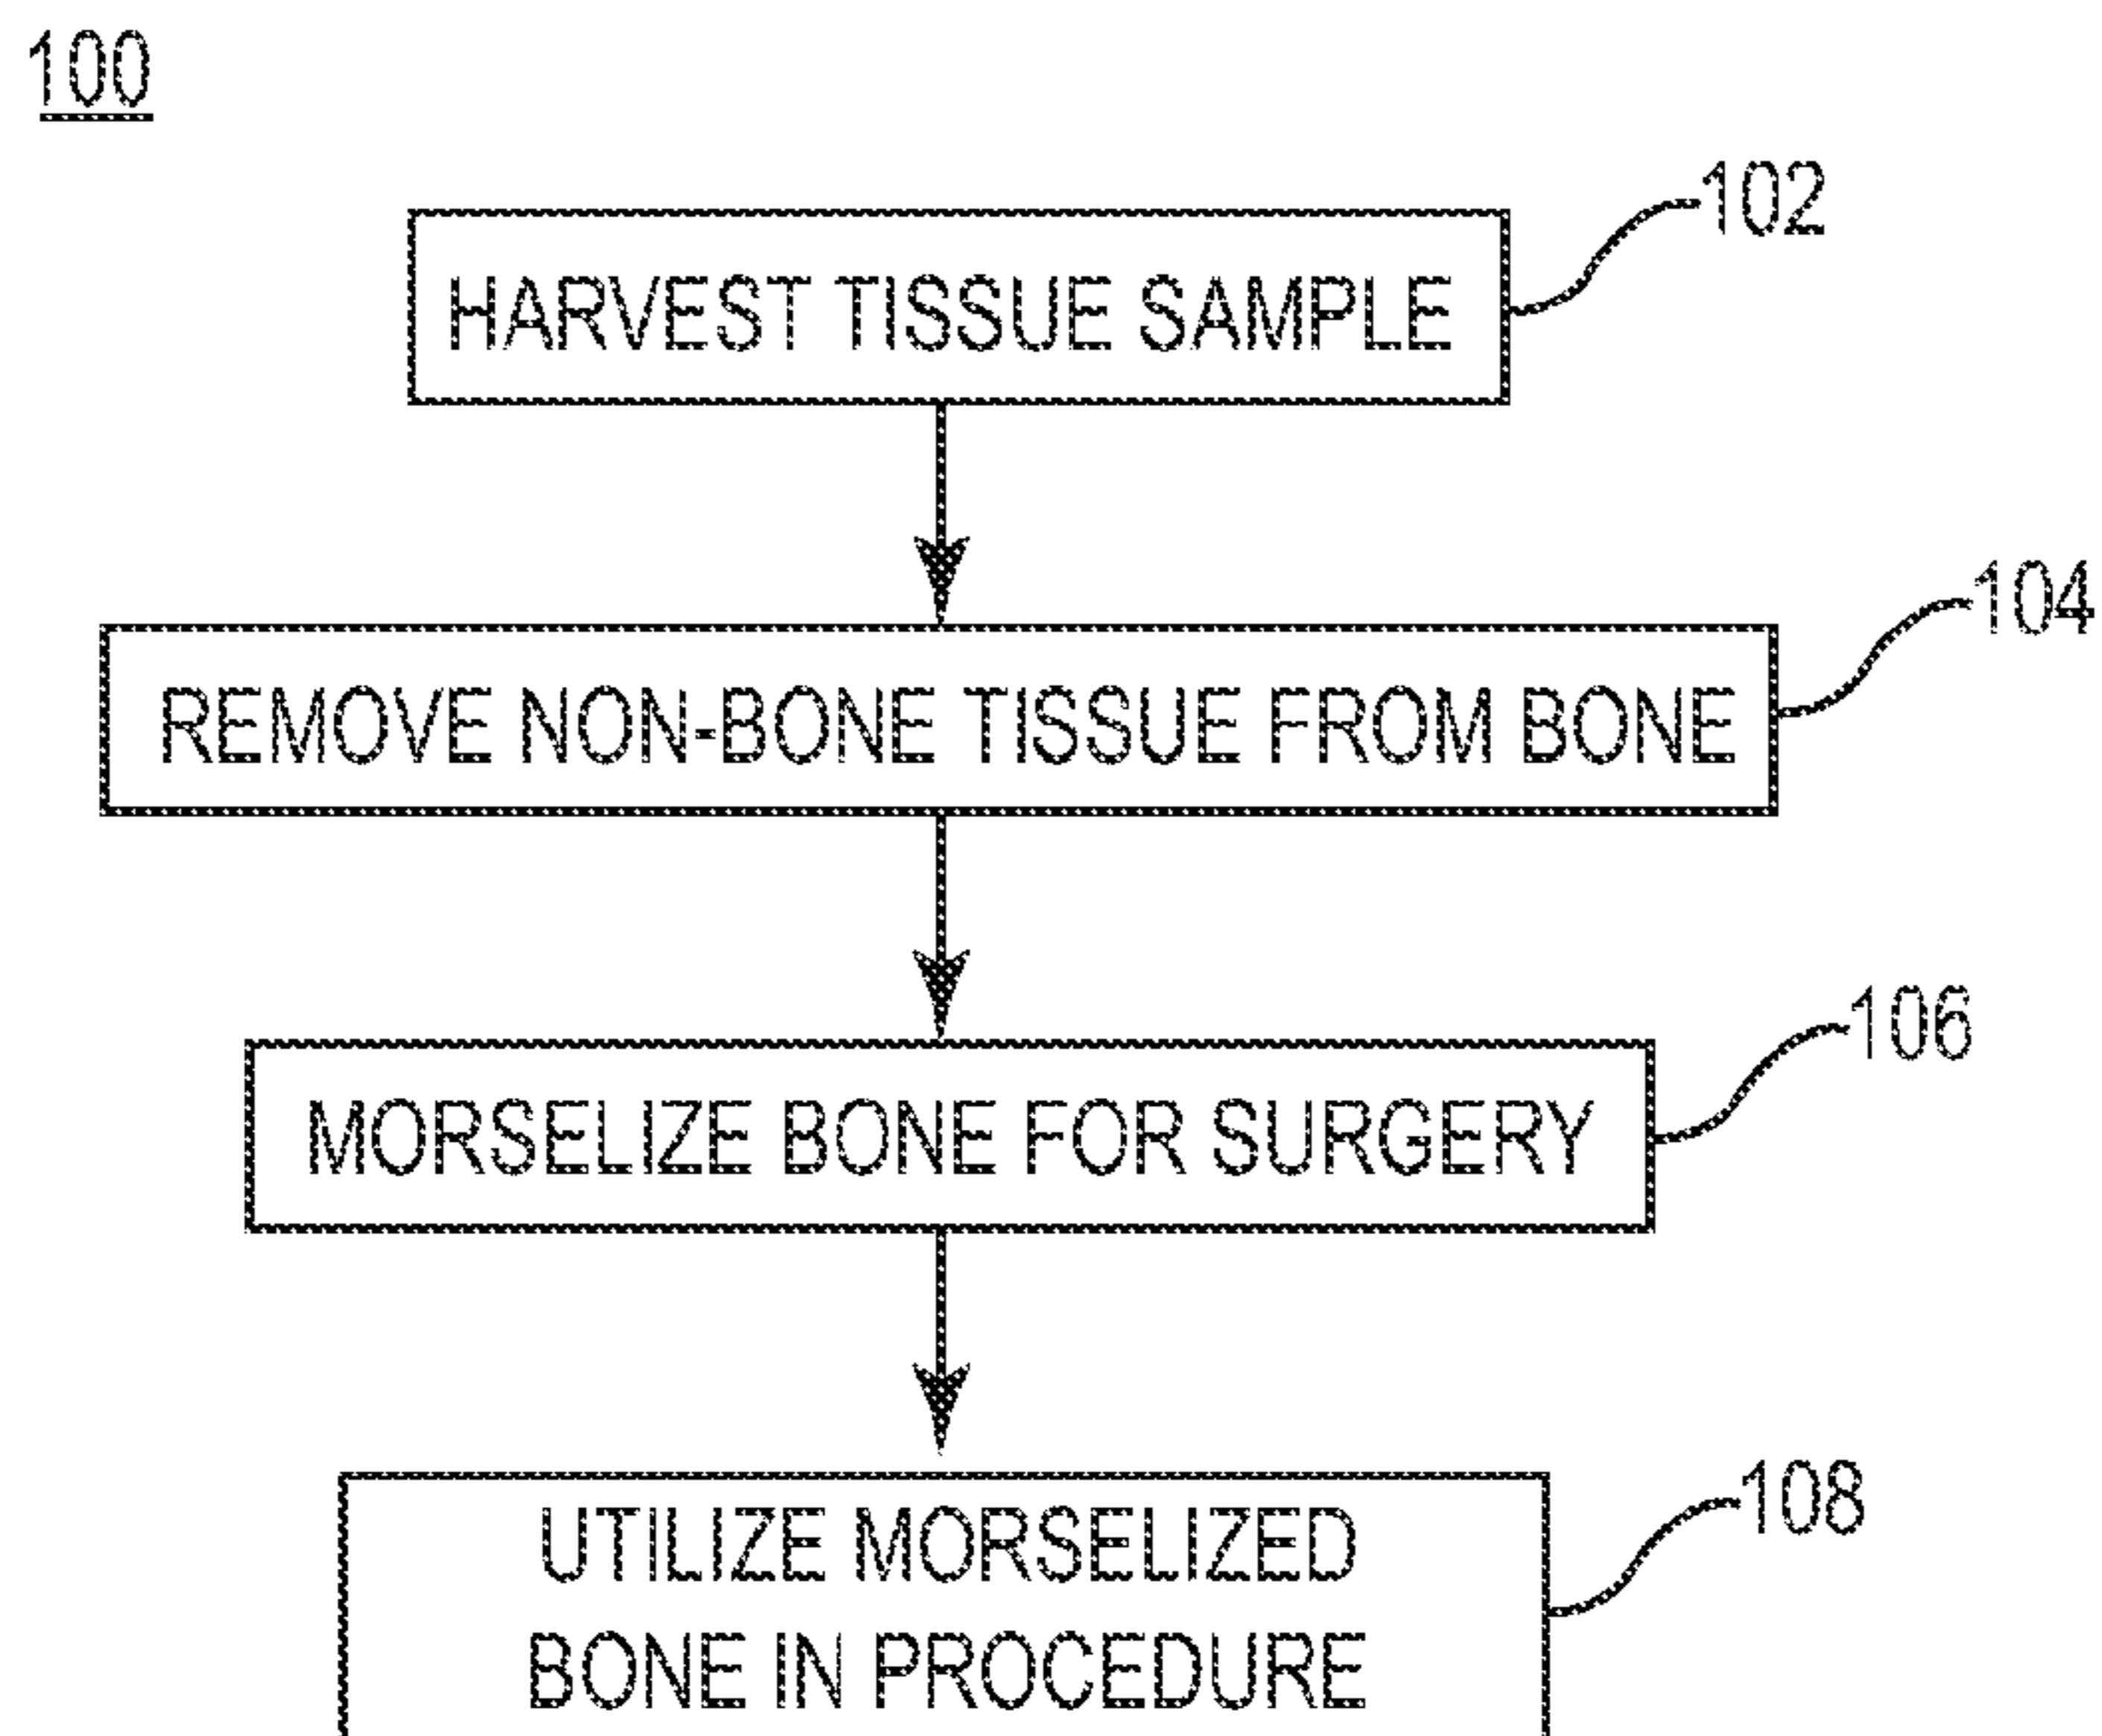 100
102
HARVEST TISSUE SAMPLE
104
REMOVE NON-BONE TISSUE FROM BONE
106
MORSELIZE BONE FOR SURGERY
108
UTILIZE MORSELIZED
BONE IN PROCEDURE